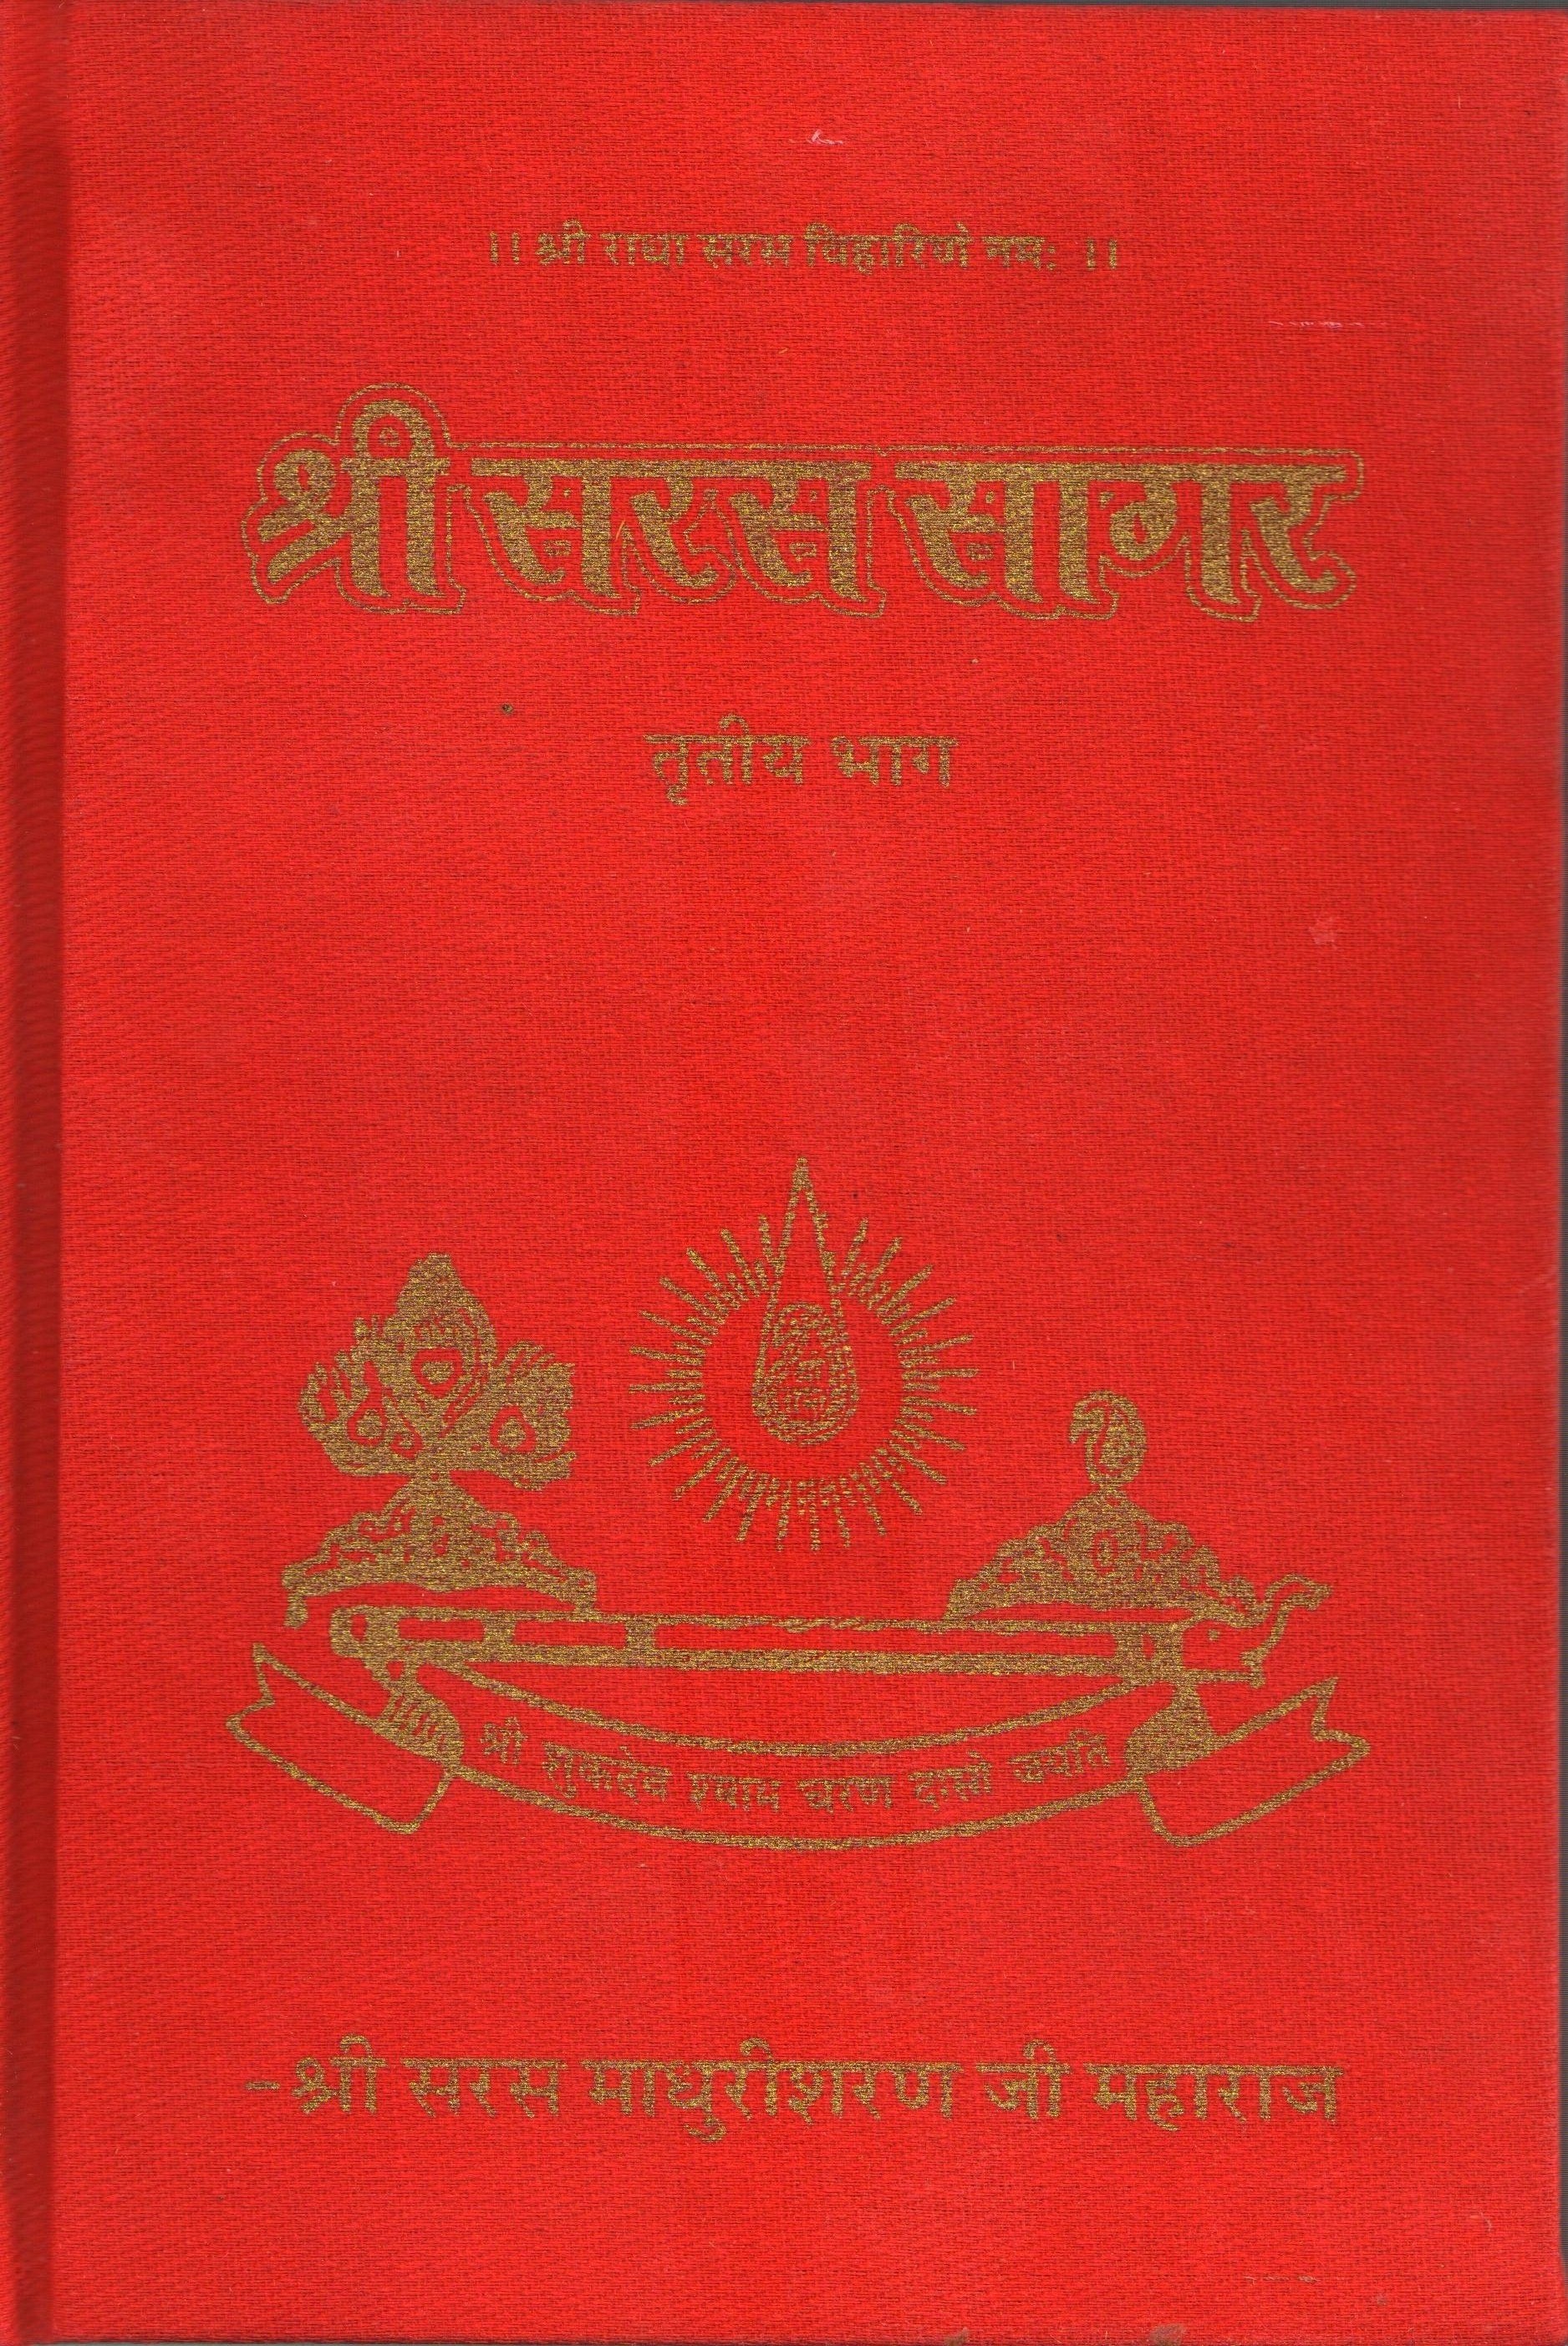 ।। श्री राधा सरस विहारिणे नमः ।।
श्री सरस सागर
तृतीय भाग
श्री शुकदेव श्याम चरण दासो जयति
-श्री सरस माधुरीशरण जी महाराज